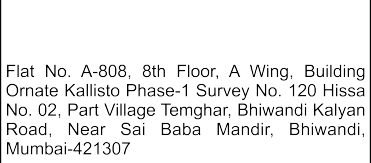 Flat No. A-808, 8th Floor, A Wing, Building
Ornate Kallisto Phase-1 Survey No. 120 Hissa
No. 02, Part Village Temghar, Bhiwandi Kalyan
Road, Near Sai Baba Mandir, Bhiwandi,
Mumbai-421307